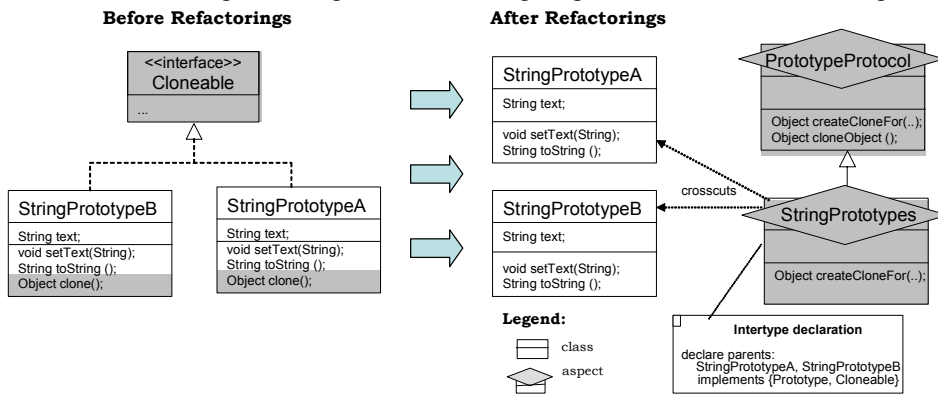 Before Refactorings
After Refactorings
<<interface>>
Cloneable
...
StringPrototypeB
String text;
void setText(String);
String toString ();
Object clone();
StringPrototypeA
String text;
void setText(String);
String toString ();
Object clone();
StringPrototypeA
String text;
void setText(String);
String toString ();
StringPrototypeB
String text;
void setText(String);
String toString ();
crosscuts
PrototypeProtocol
Object createCloneFor(..);
Object cloneObject ();
StringPrototypes
Object createCloneFor(..);
Legend:
class
aspect
Intertype declaration
declare parents:
StringPrototypeA, StringPrototypeB
implements {Prototype, Cloneable}